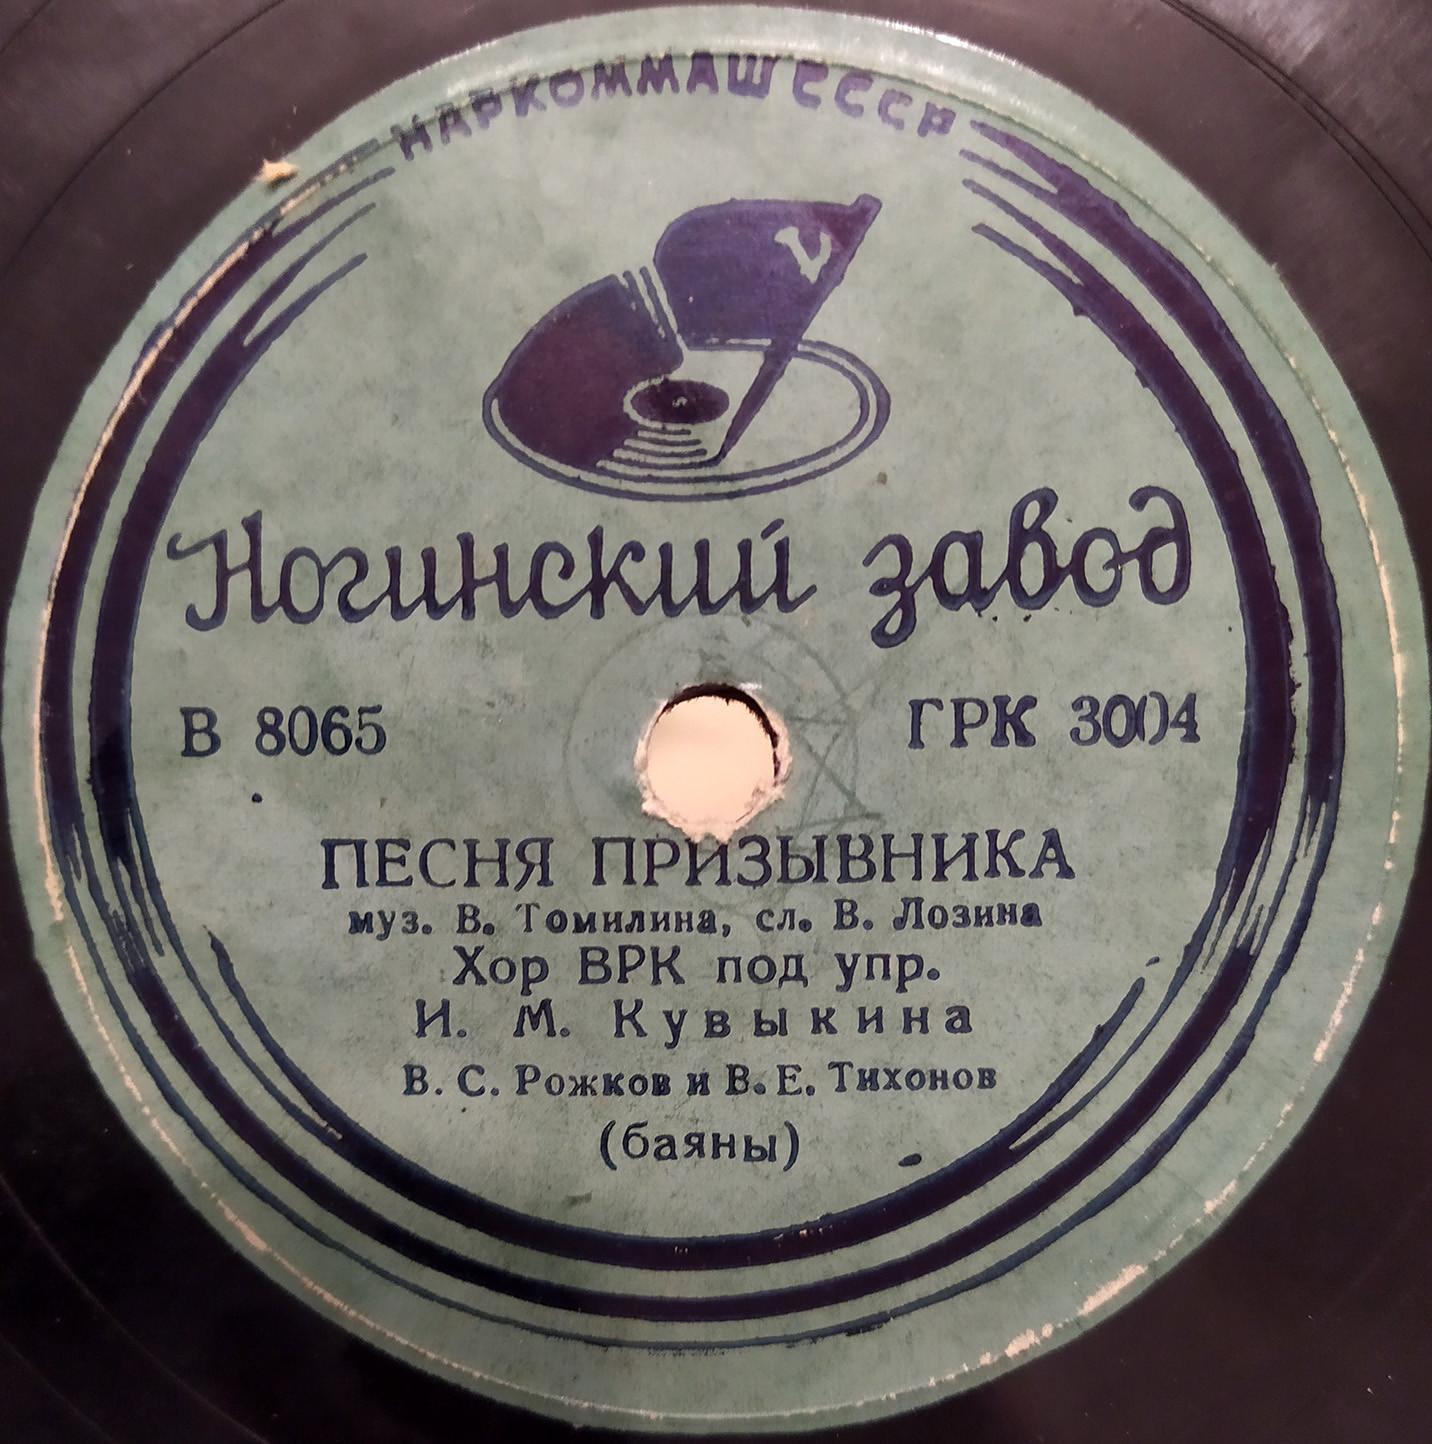 НАРКОММАШ СССР
Ногинский завод
В 8065
ГРК 3004
ПЕСНЯ ПРИЗЫВНИКА
муз. В. Томилина, сл. В. Лозина
Хор ВРК под упр.
И. М. Кувыкина
В. С. Рожков и В. Е. Тихонов
(баяны)